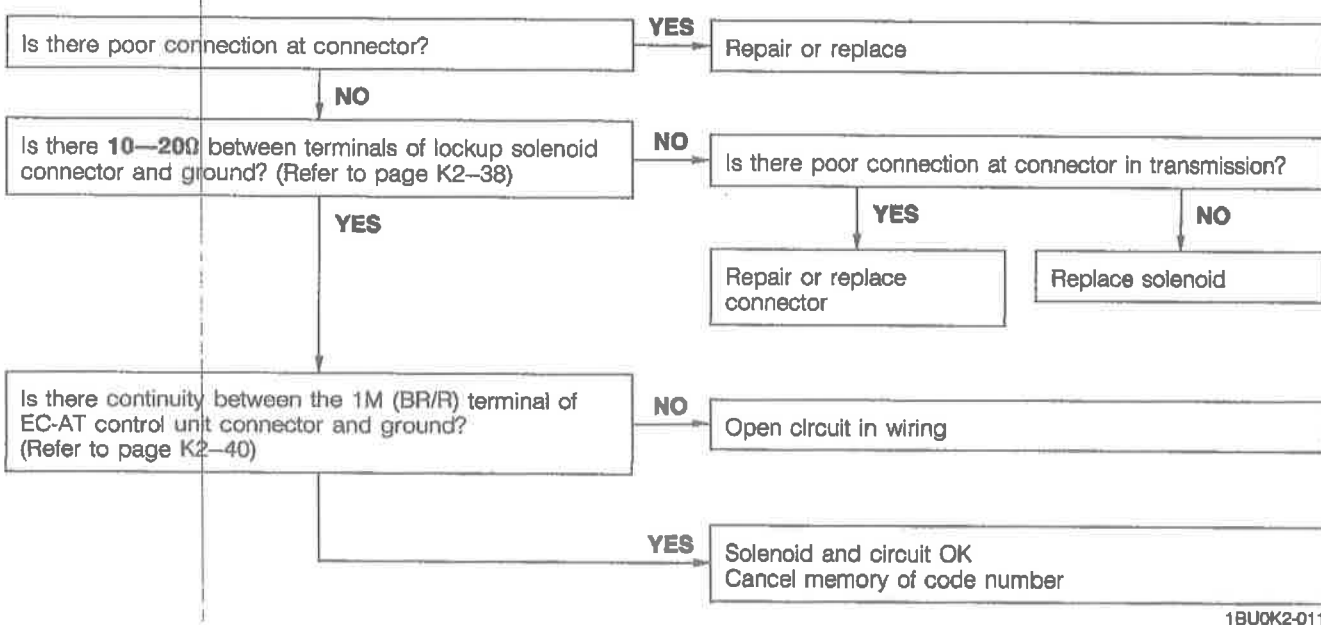 Is there poor connection at connector?
YES
Repair or replace
NO
Is there 10—20Ω between terminals of lockup solenoid
connector and ground? (Refer to page K2–38)
NO
Is there poor connection at connector in transmission?
YES
YES
NO
Repair or replace
connector
Replace solenoid
Is there continuity between the 1M (BR/R) terminal of
EC-AT control unit connector and ground?
(Refer to page K2–40)
NO
Open circuit in wiring
YES
Solenoid and circuit OK
Cancel memory of code number
1BU0K2-011